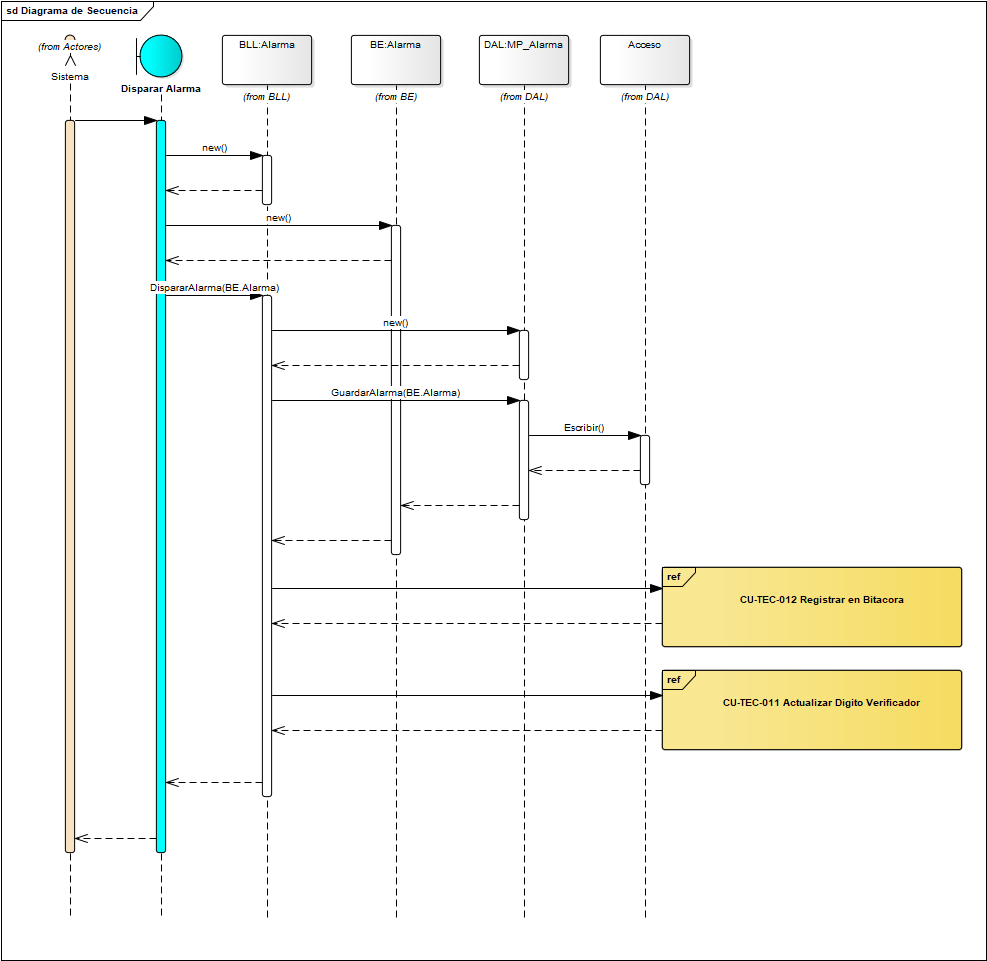 sd Diagrama de Secuencia
(from Actores)
Sistema
Disparar Alarma
BLL:Alarma
(from BLL)
BE:Alarma
(from BE)
DAL:MP_Alarma
(from DAL)
Acceso
(from DAL)
new()
new()
DispararAlarma(BE.Alarma)
new()
GuardarAlarma(BE.Alarma)
Escribir()
ref
CU-TEC-012 Registrar en Bitacora
ref
CU-TEC-011 Actualizar Digito Verificador